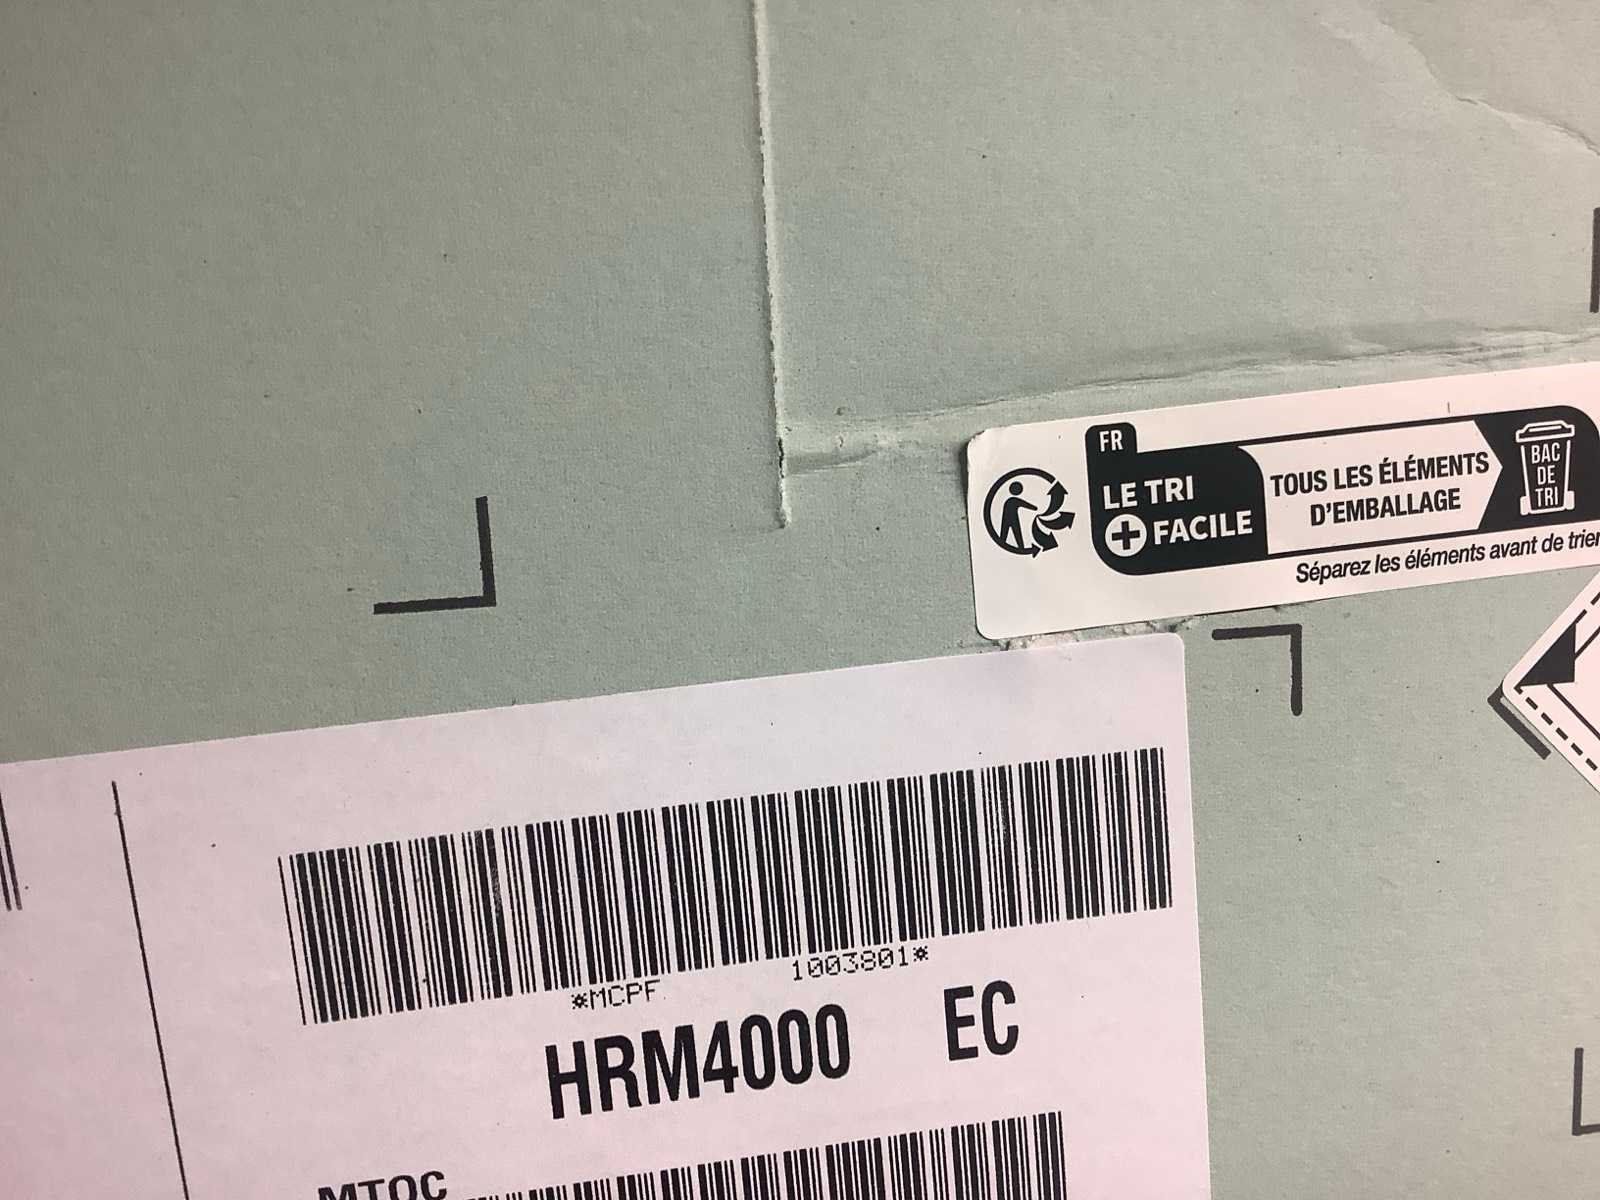 FR
LE TRI
+ FACILE
TOUS LES ÉLÉMENTS
D'EMBALLAGE
BAC
DE
TRI
Séparez les éléments avant de trier
*MCPF 1003801*
HRM4000 EC
MTOC